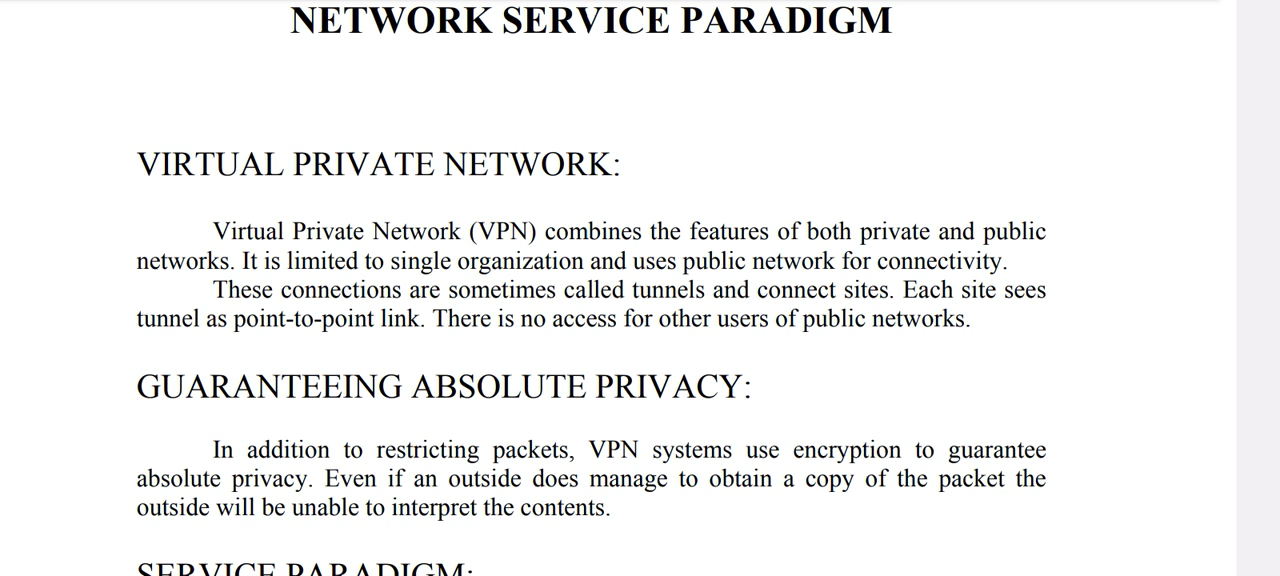 NETWORK SERVICE PARADIGM
VIRTUAL PRIVATE NETWORK:
Virtual Private Network (VPN) combines the features of both private and public
networks. It is limited to single organization and uses public network for connectivity.
These connections are sometimes called tunnels and connect sites. Each site sees
tunnel as point-to-point link. There is no access for other users of public networks.
GUARANTEEING ABSOLUTE PRIVACY:
In addition to restricting packets, VPN systems use encryption to guarantee
absolute privacy. Even if an outside does manage to obtain a copy of the packet the
outside will be unable to interpret the contents.
SERVICE PARADIGM: